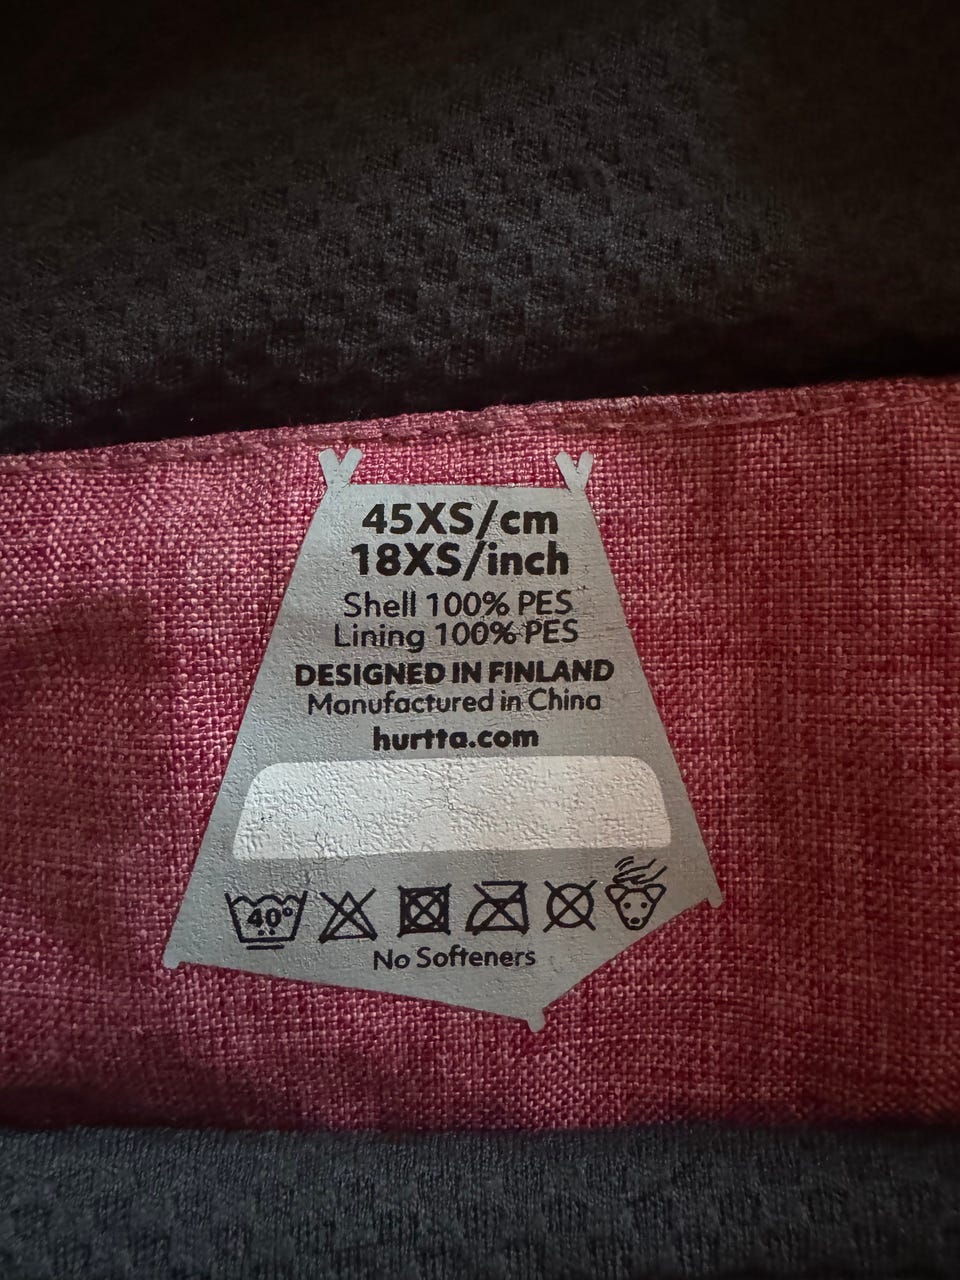 45XS/cm
18XS/inch
Shell 100% PES
Lining 100% PES
DESIGNED IN FINLAND
Manufactured in China
hurtta.com
40°
No Softeners